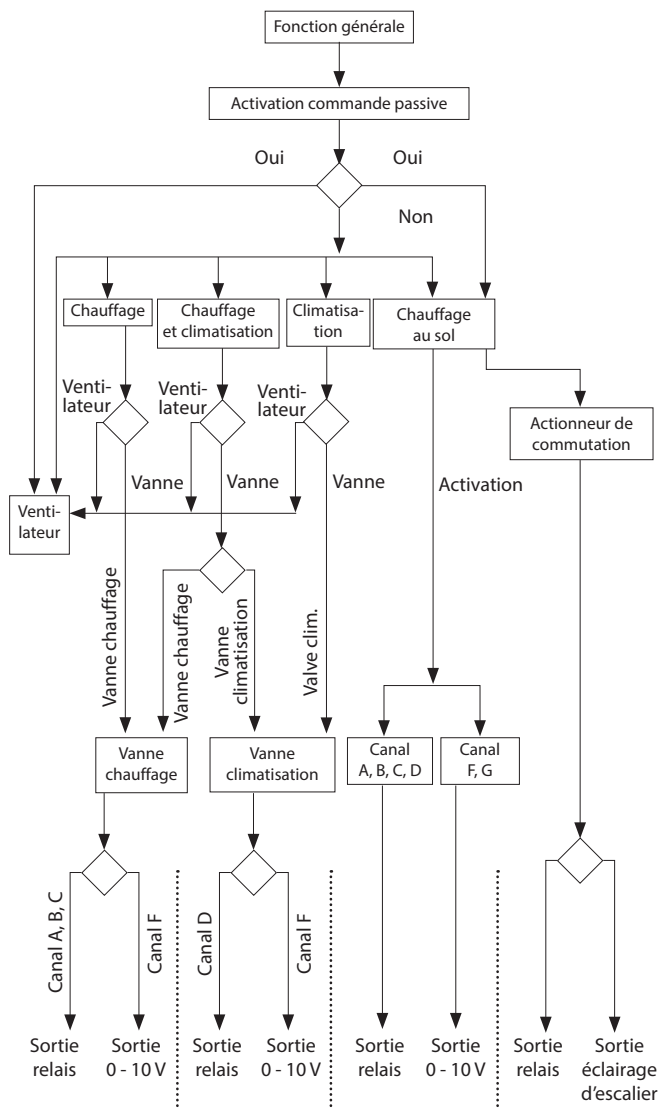 Fonction générale
Activation commande passive
Oui
Oui
Non
Chauffage
Chauffage
et climatisation
Climatisa-
tion
Chauffage
au sol
Venti-
lateur
Venti-
lateur
Venti-
lateur
Actionneur de
commutation
Vanne
Vanne
Vanne
Activation
Venti-
lateur
Vanne chauffage
Vanne chauffage
Vanne
climatisation
Valve clim.
Vanne
chauffage
Vanne
climatisation
Canal
A, B, C, D
Canal
F, G
Canal A, B, C
Canal F
Canal D
Canal F
Sortie
relais
Sortie
0 - 10 V
Sortie
relais
Sortie
0 - 10 V
Sortie
relais
Sortie
0 - 10 V
Sortie
relais
Sortie
éclairage
d'escalier